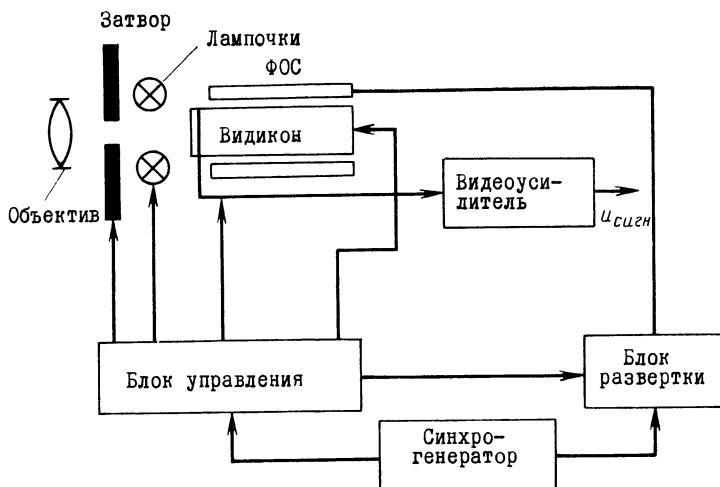 Затвор
Лампочки
ФОС
Видикон
Объектив
Видеоуси-
литель
uсигн
Блок управления
Блок
развертки
Синхро-
генератор